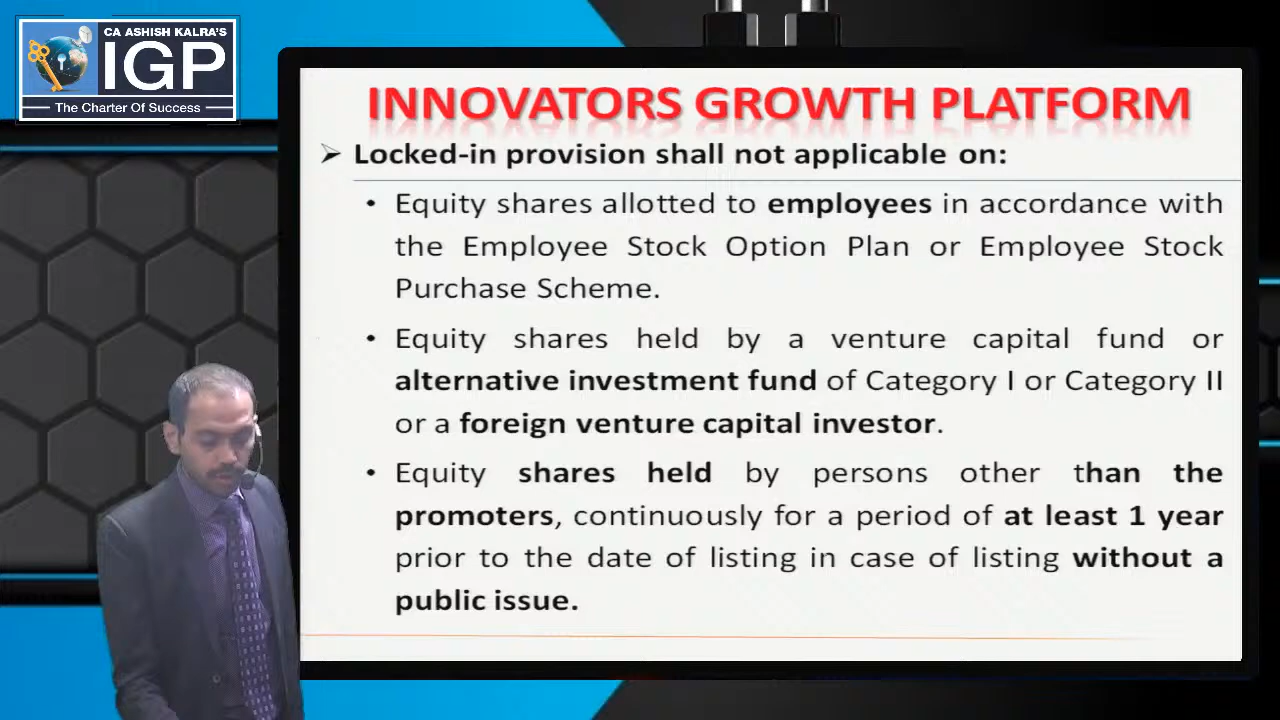 CA ASHISH KALRA'S
IGP
The Charter Of Success
INNOVATORS GROWTH PLATFORM
➢ Locked-in provision shall not applicable on:
• Equity shares allotted to employees in accordance with
the Employee Stock Option Plan or Employee Stock
Purchase Scheme.
• Equity shares held by a venture capital fund or
alternative investment fund of Category I or Category II
or a foreign venture capital investor.
• Equity shares held by persons other than the
promoters, continuously for a period of at least 1 year
prior to the date of listing in case of listing without a
public issue.